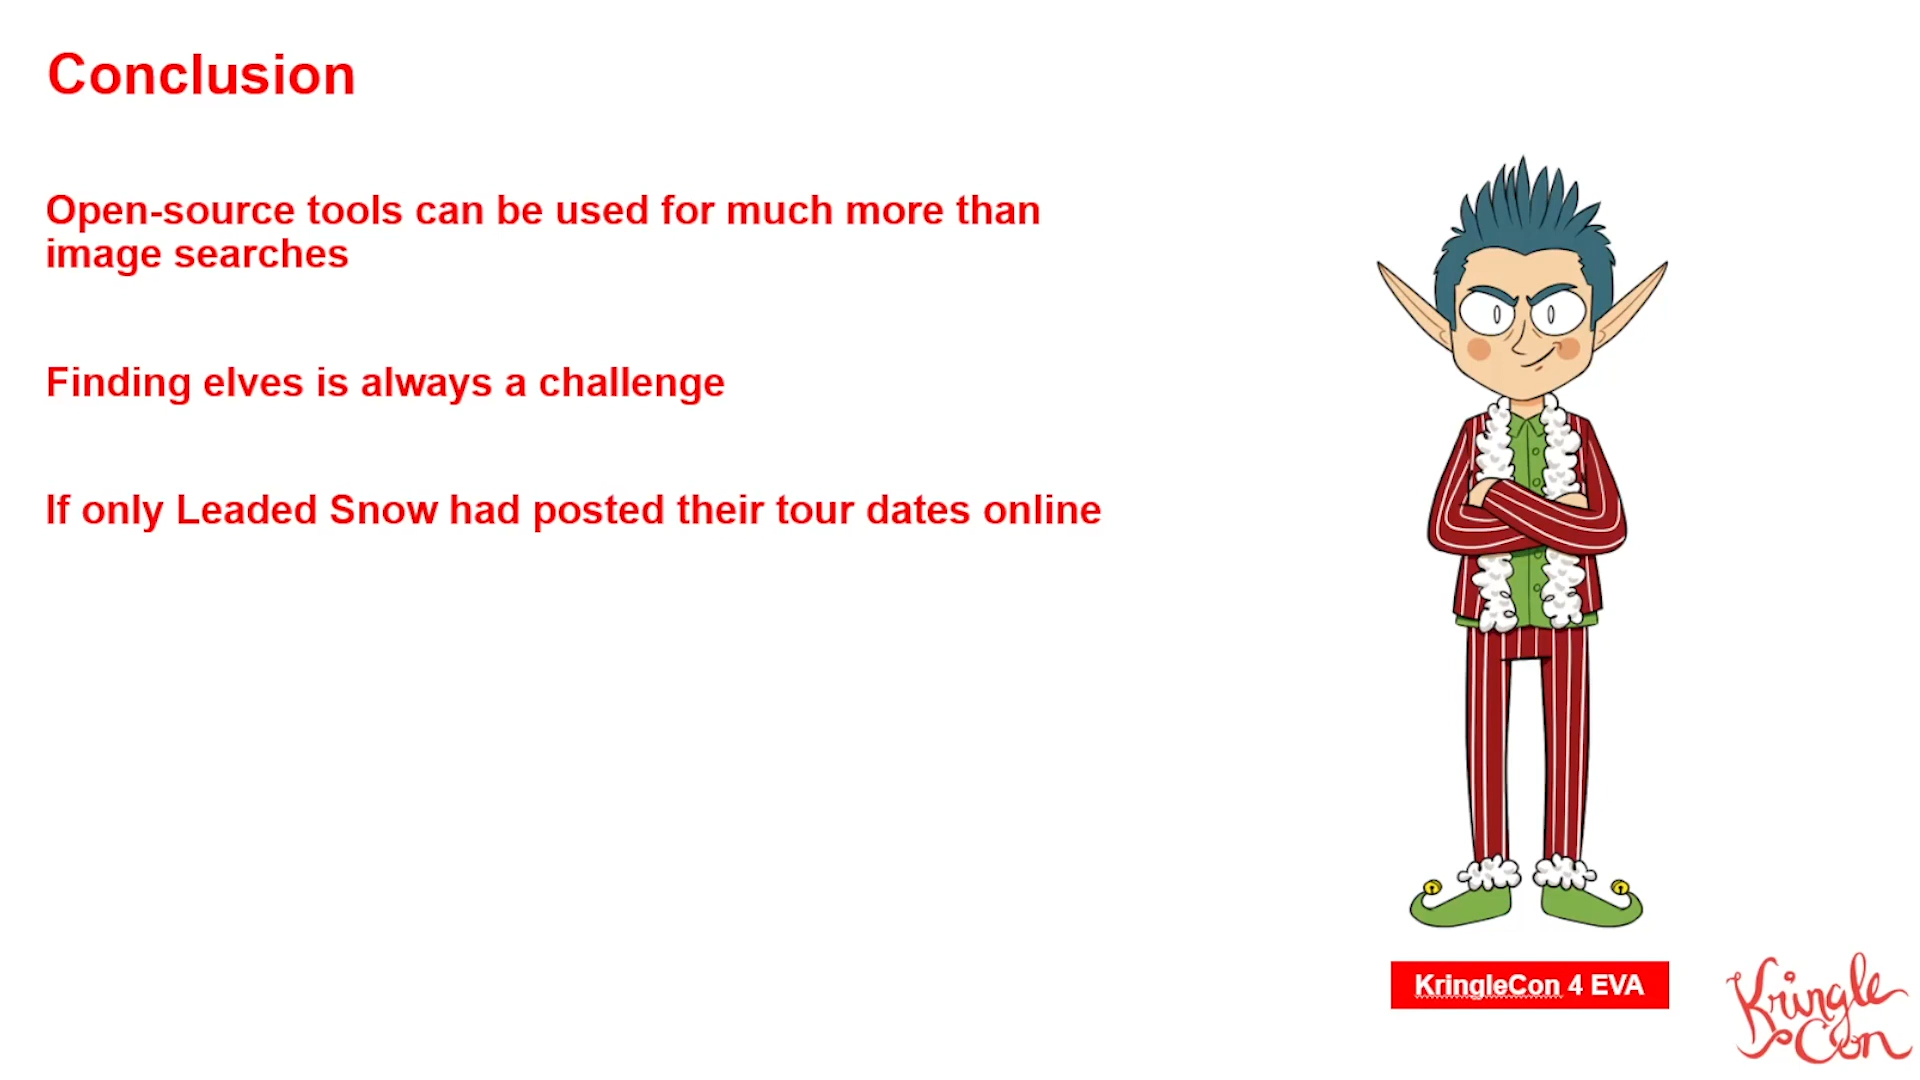 Conclusion
Open-source tools can be used for much more than
image searches
Finding elves is always a challenge
If only Leaded Snow had posted their tour dates online
KringleCon 4 EVA
Kringle
Con